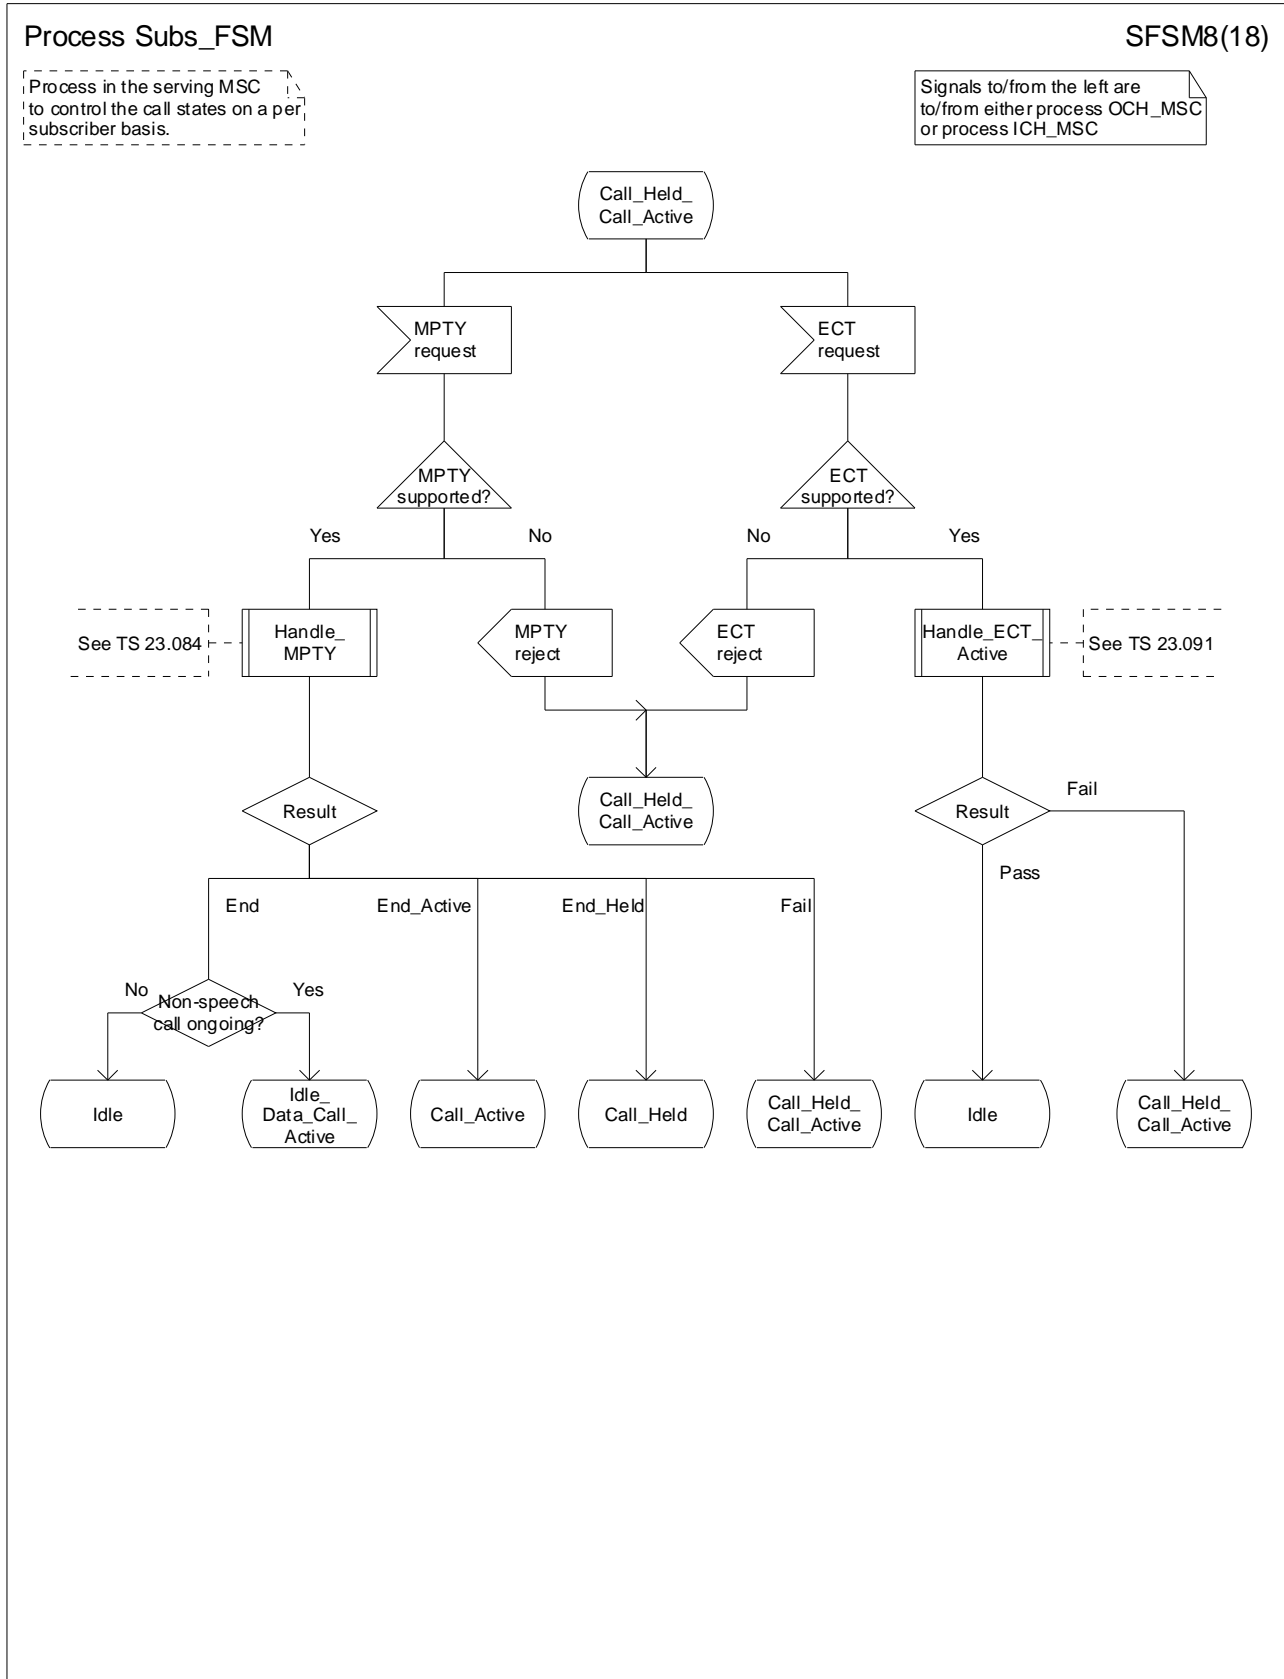 Process Subs_FSM
SFSM8(18)
Process in the serving MSC
to control the call states on a per
subscriber basis.
Signals to/from the left are
to/from either process OCH_MSC
or process ICH_MSC
Call_Held_
Call_Active
MPTY
request
ECT
request
MPTY
supported?
ECT
supported?
Yes
No
No
Yes
See TS 23.084
Handle_
MPTY
MPTY
reject
ECT
reject
Handle_ECT_
Active
See TS 23.091
Result
Call_Held_
Call_Active
Result
Fail
Pass
End
End_Active
End_Held
Fail
No
Non-speech
call ongoing?
Yes
Idle
Idle_
Data_Call_
Active
Call_Active
Call_Held
Call_Held_
Call_Active
Idle
Call_Held_
Call_Active